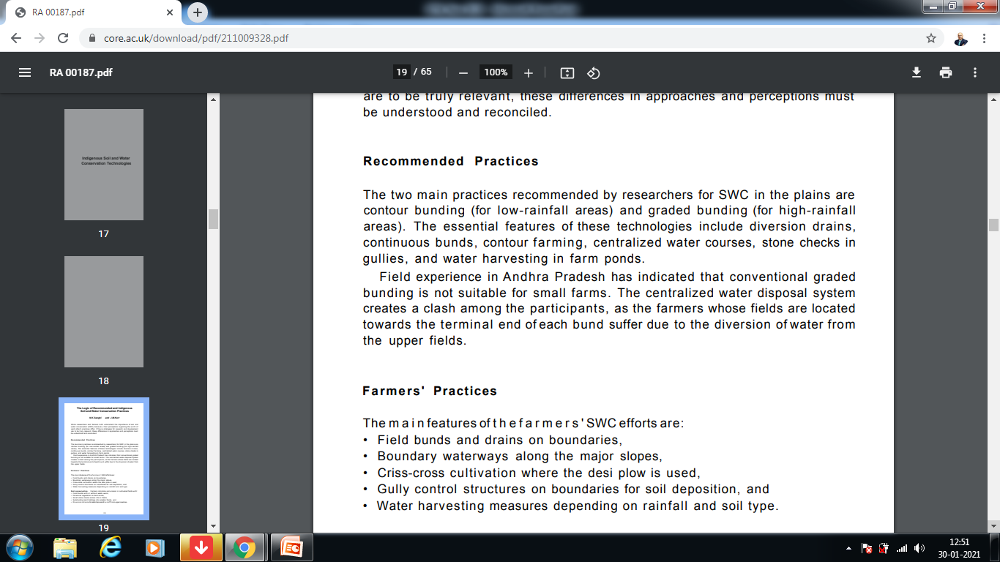 RA 00187.pdf
core.ac.uk/download/pdf/211009328.pdf
RA 00187.pdf
19 / 65
100%
Indigenous Soil and Water
Conservation Technologies
17
18
The Logic of Recommended and Indigenous
Soil and Water Conservation Practices
19
are to be truly relevant, these differences in approaches and perceptions must
be understood and reconciled.
Recommended Practices
The two main practices recommended by researchers for SWC in the plains are
contour bunding (for low-rainfall areas) and graded bunding (for high-rainfall
areas). The essential features of these technologies include diversion drains,
continuous bunds, contour farming, centralized water courses, stone checks in
gullies, and water harvesting in farm ponds.
Field experience in Andhra Pradesh has indicated that conventional graded
bunding is not suitable for small farms. The centralized water disposal system
creates a clash among the participants, as the farmers whose fields are located
towards the terminal end of each bund suffer due to the diversion of water from
the upper fields.
Farmers' Practices
The main features of the farmers' SWC efforts are:
• Field bunds and drains on boundaries,
• Boundary waterways along the major slopes,
• Criss-cross cultivation where the desi plow is used,
• Gully control structures on boundaries for soil deposition, and
• Water harvesting measures depending on rainfall and soil type.
12:51
30-01-2021